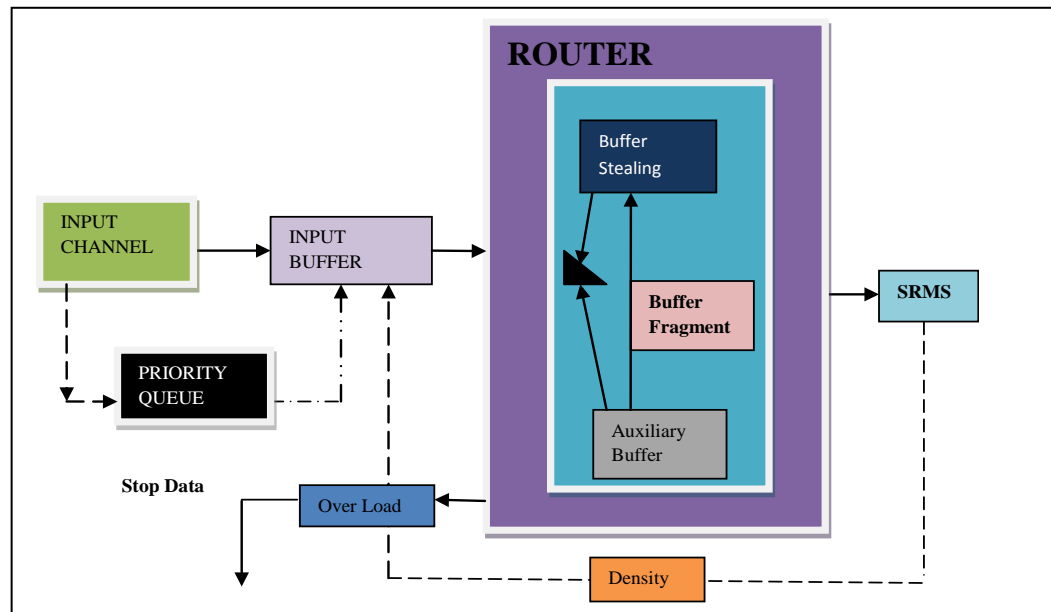 ROUTER
Buffer
Stealing
INPUT
CHANNEL
INPUT
BUFFER
Buffer
Fragment
SRMS
PRIORITY
QUEUE
Auxiliary
Buffer
Stop Data
Over Load
Density